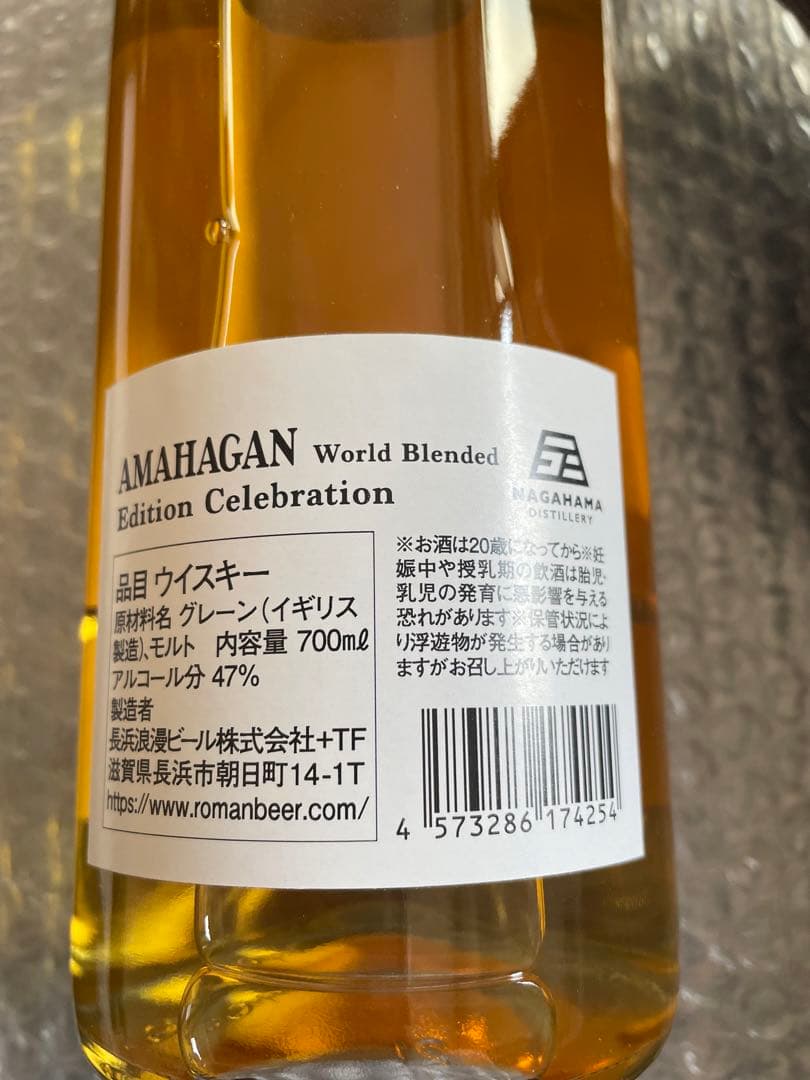 AMAHAGAN World Blended
Edition Celebration
NAGAHAMA
DISTILLERY
品目 ウイスキー
原材料名 グレーン(イギリス
製造)、モルト 内容量 700mℓ
アルコール分 47%
製造者
長浜浪漫ビール株式会社+TF
滋賀県長浜市朝日町14-1T
https://www.romanbeer.com/
※お酒は20歳になってから※妊
娠中や授乳期の飲酒は胎児・
乳児の発育に悪影響を与える
恐れがあります※保管状況によ
り浮遊物が発生する場合があり
ますがお召し上がりいただけます
4 573286 174254